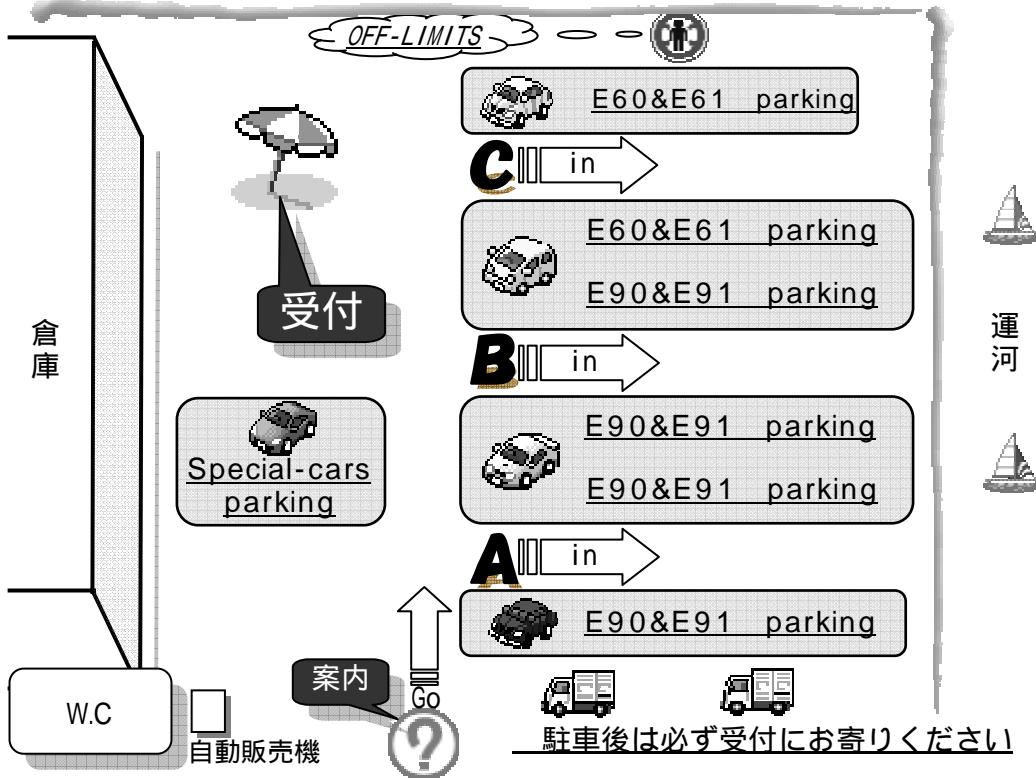 OFF-LIMITS
E60&E61 parking
C in
E60&E61 parking
E90&E91 parking
受付
倉庫
運河
B in
E90&E91 parking
E90&E91 parking
Special-cars
parking
A in
E90&E91 parking
案内
Go
?
W.C
自動販売機
駐車後は必ず受付にお寄りください